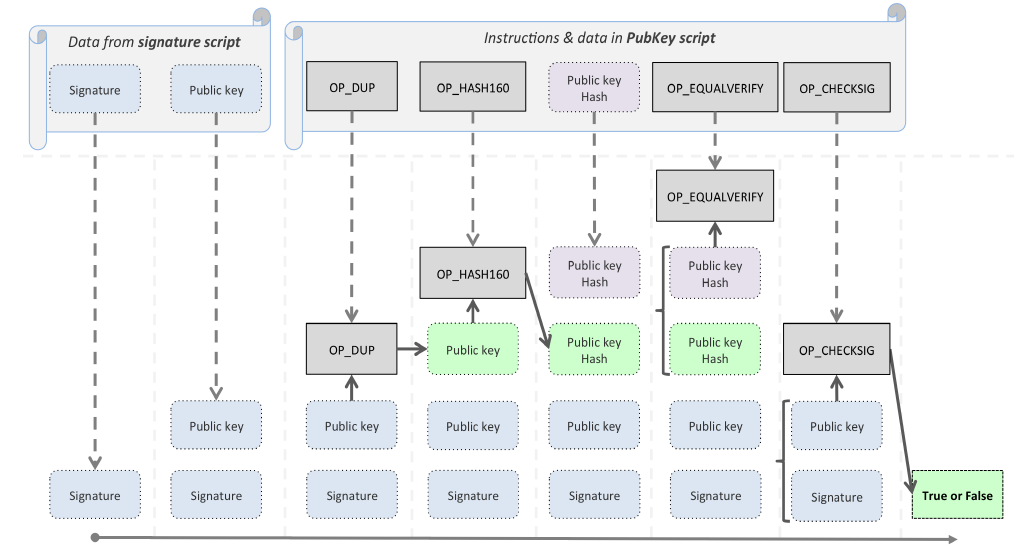 Data from signature script
Instructions & data in PubKey script
Signature
Public key
OP_DUP
OP_HASH160
Public key
Hash
OP_EQUALVERIFY
OP_CHECKSIG
OP_EQUALVERIFY
OP_HASH160
Public key
Hash
Public key
Hash
OP_DUP
Public key
Public key
Hash
Public key
Hash
OP_CHECKSIG
Public key
Public key
Public key
Public key
Public key
Public key
Signature
Signature
Signature
Signature
Signature
Signature
Signature
True or False